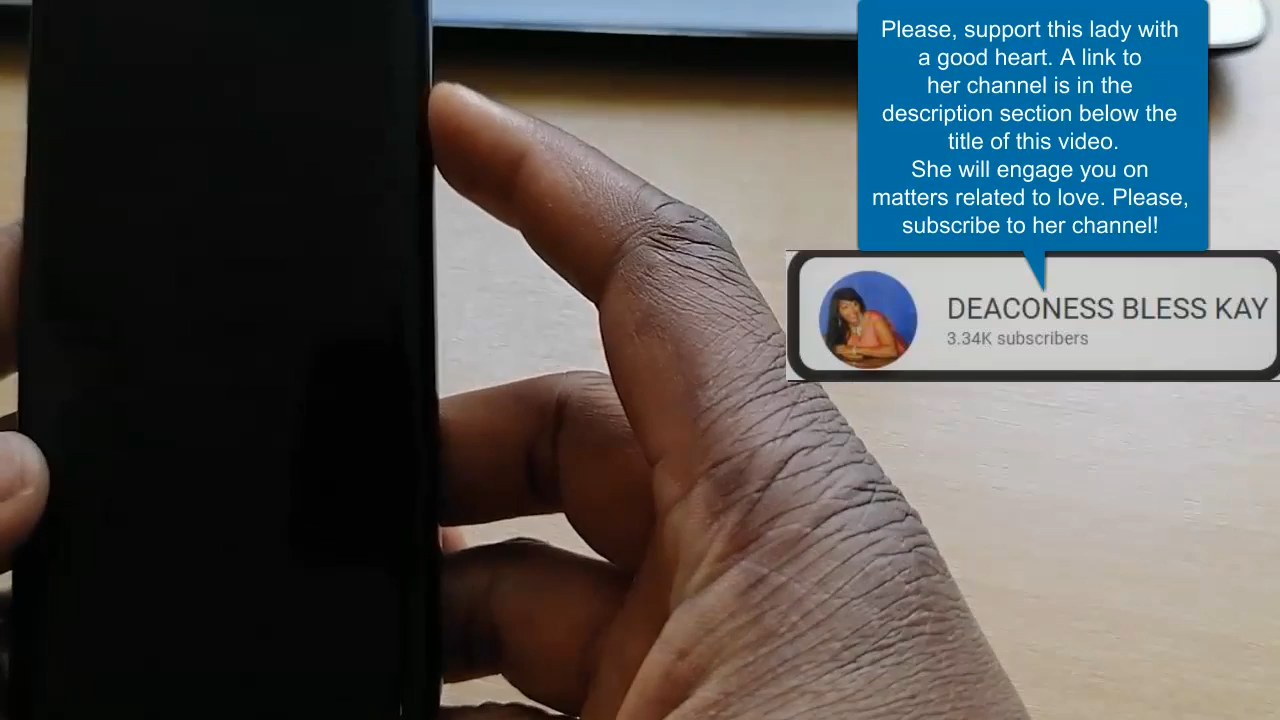 Please, support this lady with
a good heart. A link to
her channel is in the
description section below the
title of this video.
She will engage you on
matters related to love. Please,
subscribe to her channel!
DEACONESS BLESS KAY
3.34K subscribers